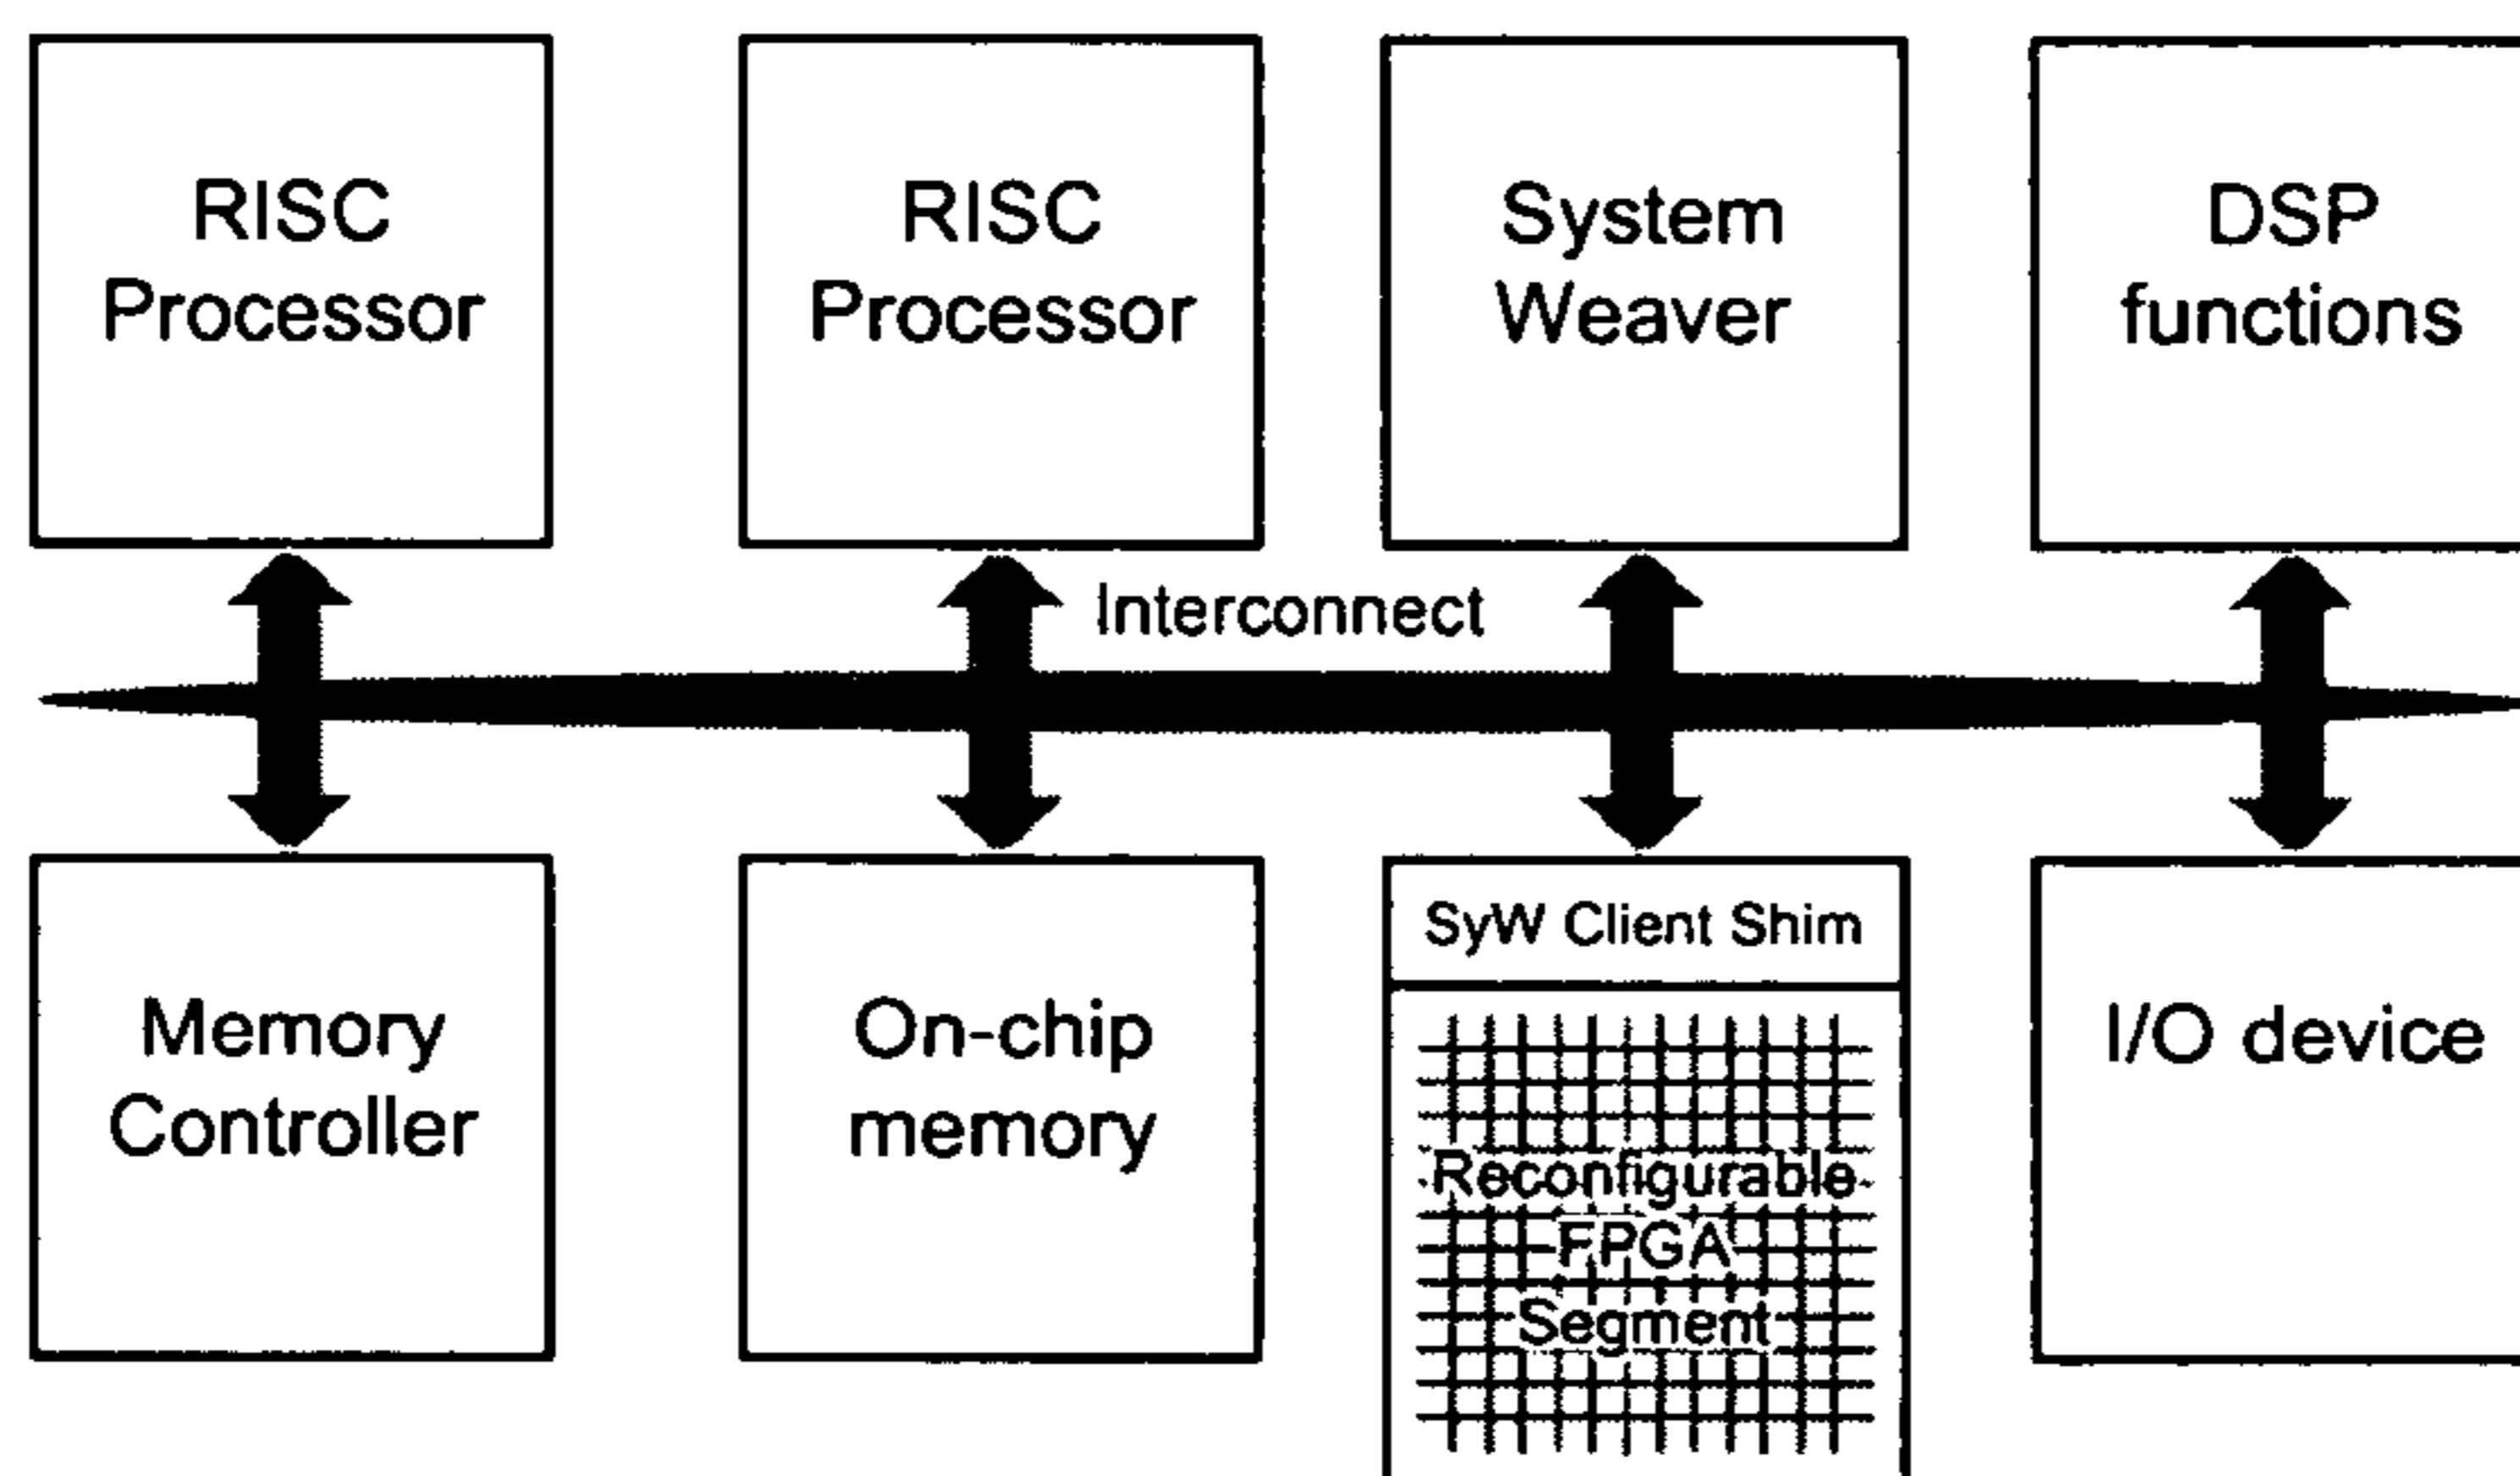 RISC
Processor
RISC
Processor
System
Weaver
DSP
functions
Interconnect
Memory
Controller
On-chip
memory
SyW Client Shim
Reconfigurable
FPGA
Segment
I/O device